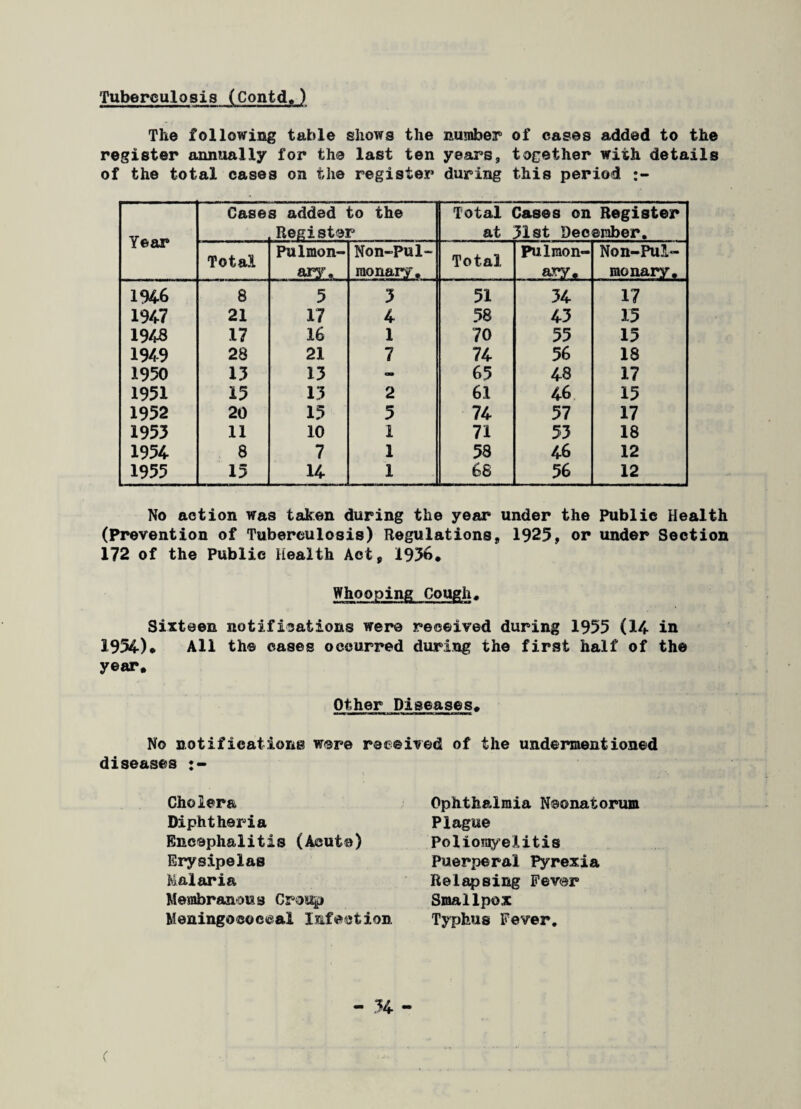 Tuberculosis (Contd.)
The following table shows the number of cases added to the
register annually for the last ten years, together with details
of the total cases on the register during this period :-
Year | Cases added to the Register | Total Cases on Register at 31st December.
Total | Pulmon-ary. | Non-Pul-monary. | Total | Pulmon-ary. | Non-Pul-monary.
1946 8 5 3 51 34 17
1947 21 17 4 58 43 15
1948 17 16 1 70 55 15
1949 28 21 7 74 56 18
1950 13 13 - 65 48 17
1951 15 13 2 61 46 15
1952 20 15 5 74 57 17
1953 11 10 1 71 53 18
1954 8 7 1 58 46 12
1955 15 14 1 68 56 12
No action was taken during the year under the Public Health
(Prevention of Tuberculosis) Regulations, 1925, or under Section
172 of the Public Health Act, 1936.
Whooping Cough.
Sixteen notifications were received during 1955 (14 in
1954). All the cases occurred during the first half of the
year.
Other Diseases.
No notifications were received of the undermentioned
diseases :-
Cholera
Diphtheria
Encephalitis (Acute)
Erysipelas
Malaria
Membranous Croup
Meningococcal Infection
Ophthalmia Neonatorum
Plague
Poliomyelitis
Puerperal Pyrexia
Relapsing Fever
Smallpox
Typhus Fever.
- 34 -